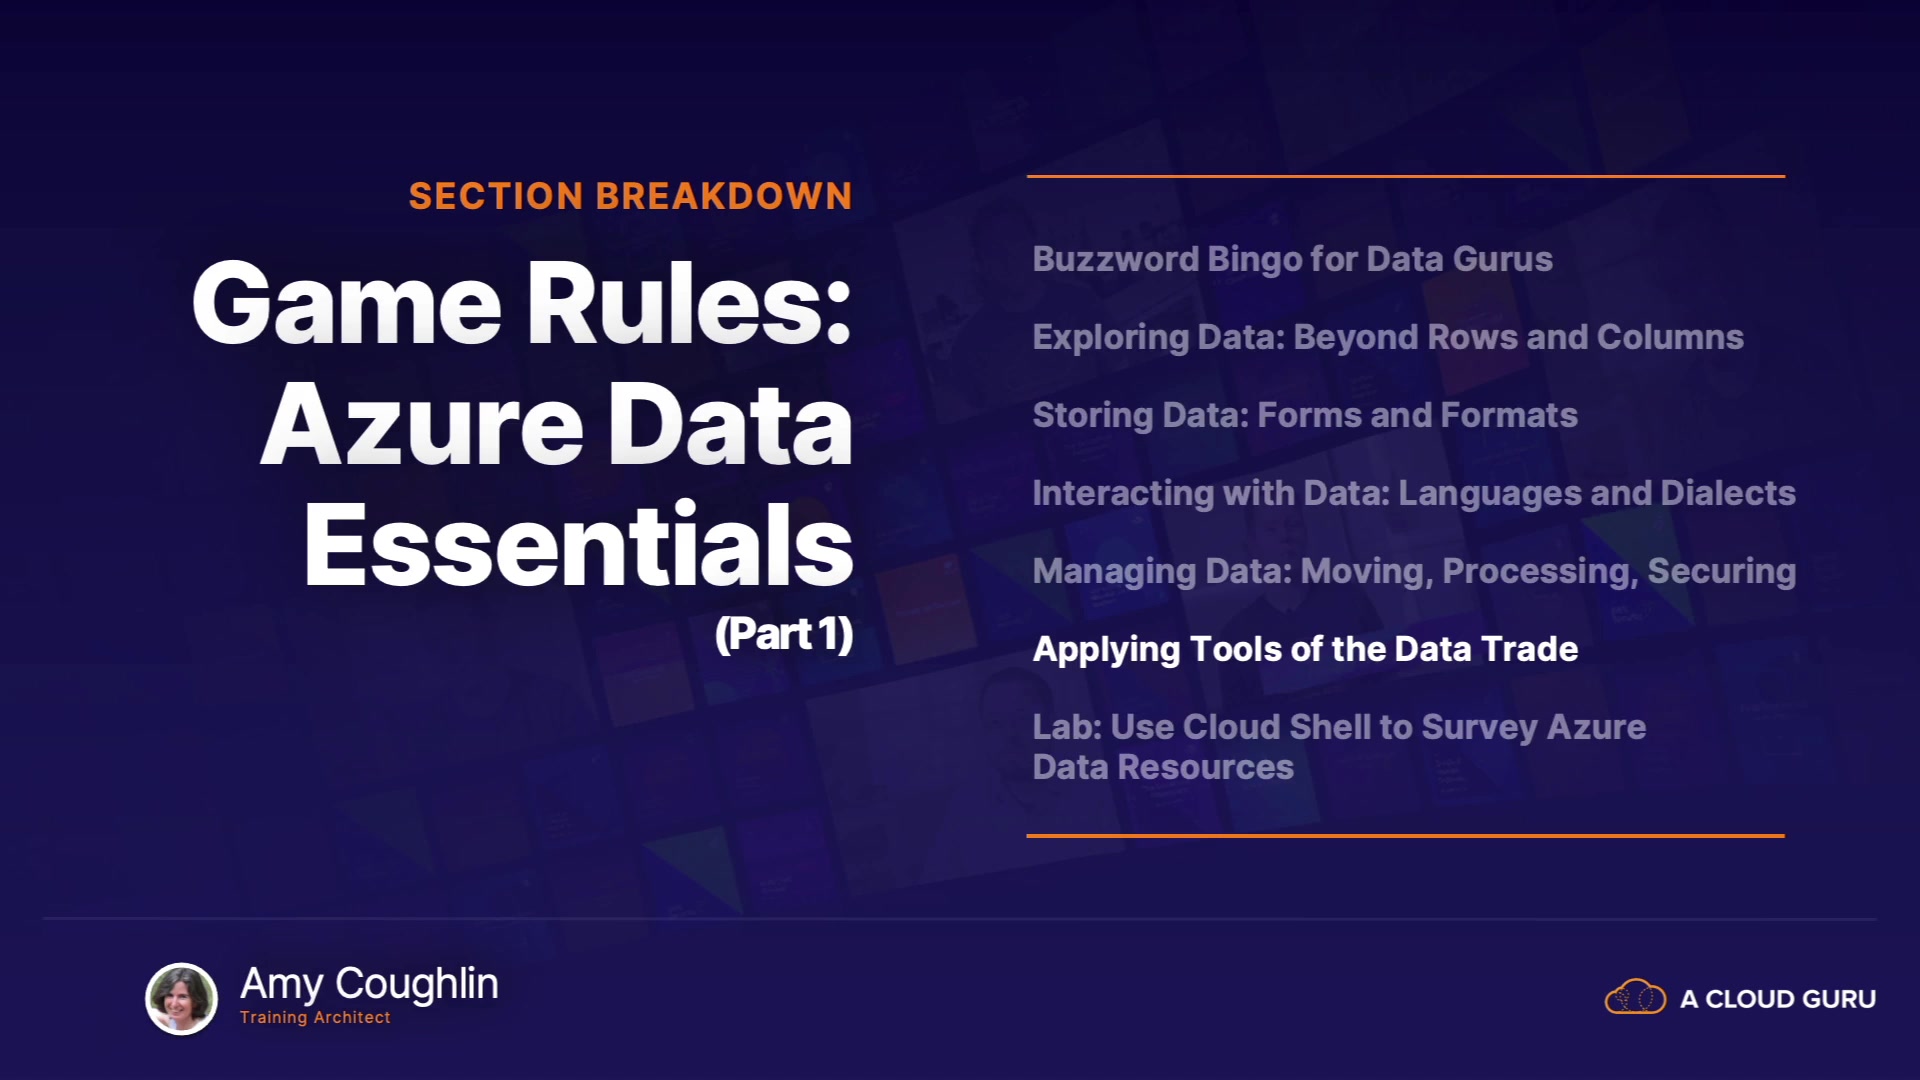 SECTION BREAKDOWN
Game Rules:
Azure Data
Essentials
(Part 1)
Buzzword Bingo for Data Gurus
Exploring Data: Beyond Rows and Columns
Storing Data: Forms and Formats
Interacting with Data: Languages and Dialects
Managing Data: Moving, Processing, Securing
Applying Tools of the Data Trade
Lab: Use Cloud Shell to Survey Azure
Data Resources
Amy Coughlin
Training Architect
A CLOUD GURU